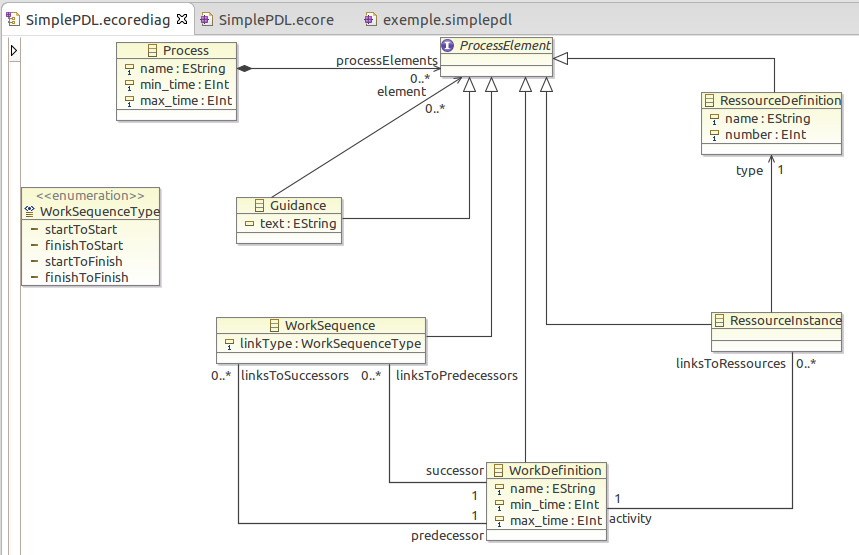 SimplePDL.ecorediag
SimplePDL.ecore
exemple.simplepdl
Process
name : EString
min_time : EInt
max_time : EInt
processElements
0..*
ProcessElement
element
0..*
RessourceDefinition
name : EString
number : EInt
type
1
<<enumeration>>
WorkSequenceType
startToStart
finishToStart
startToFinish
finishToFinish
Guidance
text : EString
WorkSequence
linkType : WorkSequenceType
0..*
linksToSuccessors
0..*
linksToPredecessors
RessourceInstance
linksToRessources
0..*
successor
1
1
predecessor
WorkDefinition
name : EString
min_time : EInt
max_time : EInt
1
activity